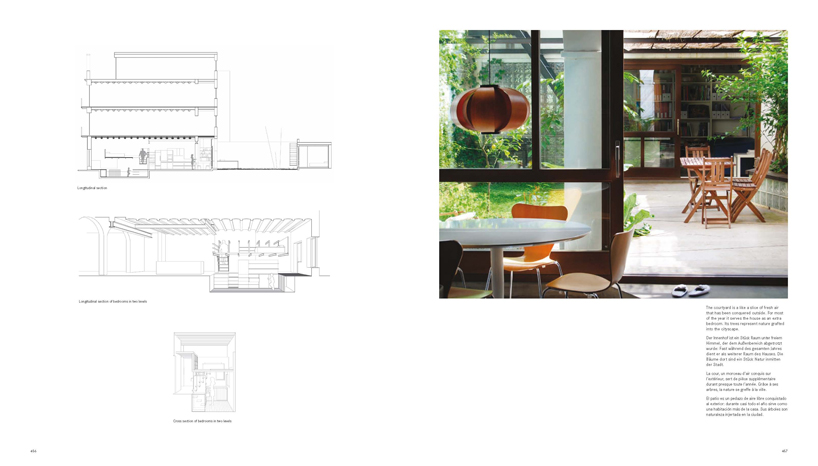 Longitudinal section
Longitudinal section of bedrooms in two levels
Cross section of bedrooms in two levels
456
The courtyard is a like a slice of fresh air
that has been conquered outside. For most
of the year it serves the house as an extra
bedroom. Its trees represent nature grafted
into the cityscape.
Der Innenhof ist ein Stück Raum unter freiem
Himmel, der dem Außenbereich abgetrotzt
wurde. Fast während des gesamten Jahres
dient er als weiterer Raum des Hauses. Die
Bäume dort sind ein Stück Natur inmitten
der Stadt.
La cour, un morceau d'air conquis sur
l'extérieur, sert de pièce supplémentaire
durant presque toute l'année. Grâce à ses
arbres, la nature se greffe à la ville.
El patio es un pedazo de aire libre conquistado
al exterior: durante casi todo el año sirve como
una habitación más de la casa. Sus árboles son
naturaleza injertada en la ciudad.
457